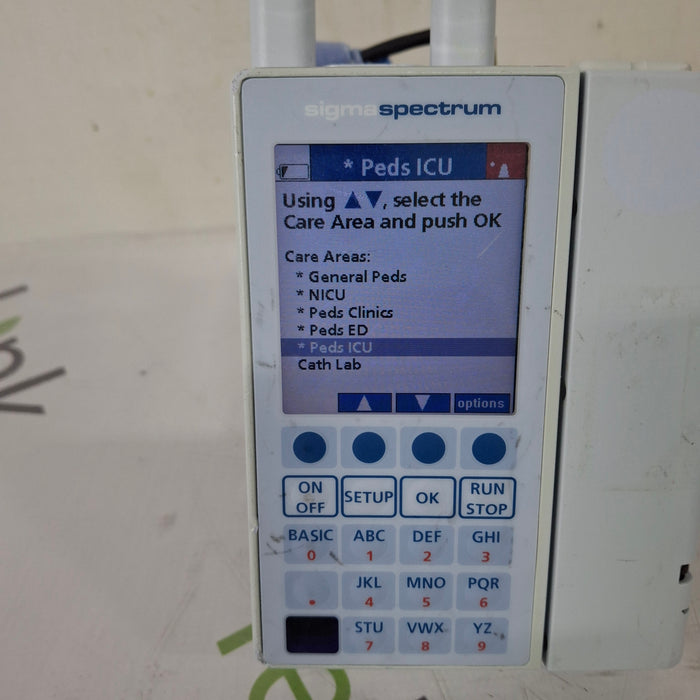 sigmaspectrum
* Peds ICU
Using ▲▼, select the
Care Area and push OK
Care Areas:
* General Peds
* NICU
* Peds Clinics
* Peds ED
* Peds ICU
Cath Lab
▲ ▼ options
ON OFF SETUP OK RUN STOP
BASIC ABC DEF GHI
0 1 2 3
JKL MNO PQR
. 4 5 6
STU VWX YZ
7 8 9